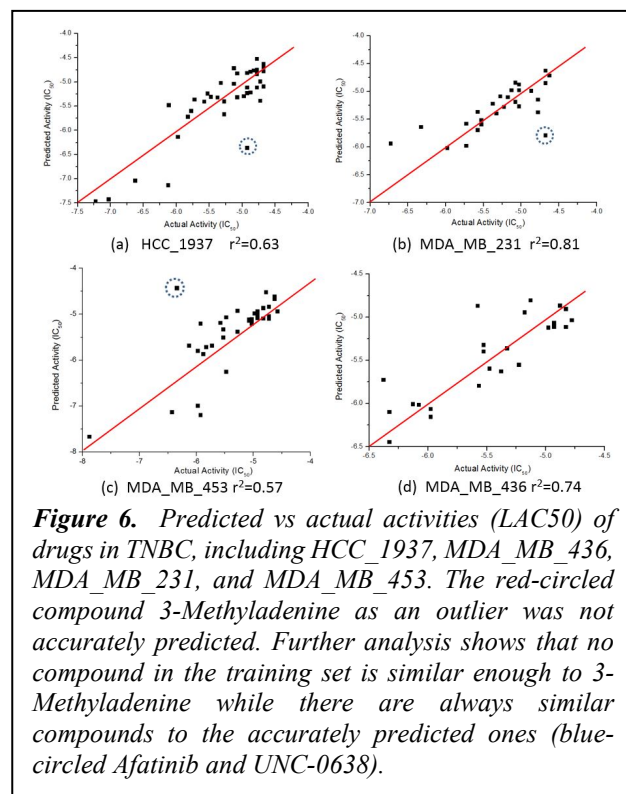 -4.0
-4.5
-5.0
-5.5
-6.0
-6.5
-7.0
-7.5
Predicted Activity (IC50)
-7.5 -7.0 -6.5 -6.0 -5.5 -5.0 -4.5 -4.0
Actual Activity (IC50)
(a) HCC_1937 r²=0.63
-4.0
-4.5
-5.0
-5.5
-6.0
-6.5
-7.0
Predicted Activity (IC50)
-7.0 -6.5 -6.0 -5.5 -5.0 -4.5 -4.0
Actual Activity (IC50)
(b) MDA_MB_231 r²=0.81
-4
-5
-6
-7
-8
Predicted Activity (IC50)
-8 -7 -6 -5 -4
Actual Activity (IC50)
(c) MDA_MB_453 r²=0.57
-4.5
-5.0
-5.5
-6.0
-6.5
Predicted Activity (IC50)
-6.5 -6.0 -5.5 -5.0 -4.5
Actual Activity (IC50)
(d) MDA_MB_436 r²=0.74
Figure 6. Predicted vs actual activities (LAC50) of
drugs in TNBC, including HCC_1937, MDA_MB_436,
MDA_MB_231, and MDA_MB_453. The red-circled
compound 3-Methyladenine as an outlier was not
accurately predicted. Further analysis shows that no
compound in the training set is similar enough to 3-
Methyladenine while there are always similar
compounds to the accurately predicted ones (blue-
circled Afatinib and UNC-0638).